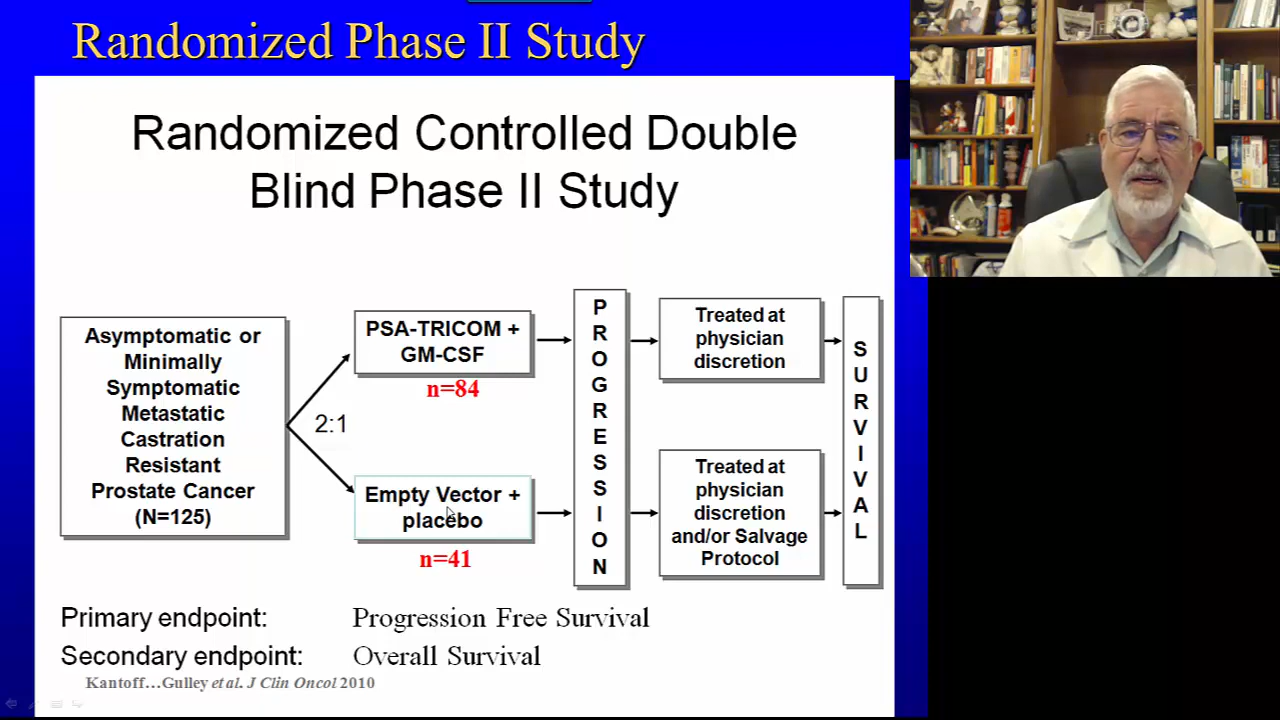 Randomized Phase II Study
Randomized Controlled Double
Blind Phase II Study
Asymptomatic or
Minimally
Symptomatic
Metastatic
Castration
Resistant
Prostate Cancer
(N=125)
2:1
PSA-TRICOM +
GM-CSF
n=84
Empty Vector +
placebo
n=41
PROGRESSION
Treated at
physician
discretion
Treated at
physician
discretion
and/or Salvage
Protocol
SURVIVAL
Primary endpoint: Progression Free Survival
Secondary endpoint: Overall Survival
Kantoff…Gulley et al. J Clin Oncol 2010